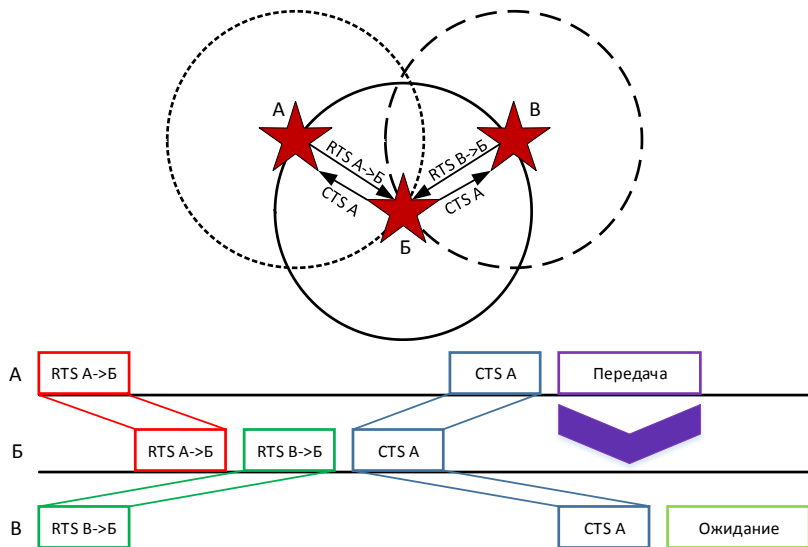 А
В
RTS А->Б
RTS В->Б
CTS А
CTS А
Б
А
RTS А->Б
CTS А
Передача
Б
RTS А->Б
RTS В->Б
CTS А
В
RTS В->Б
CTS А
Ожидание